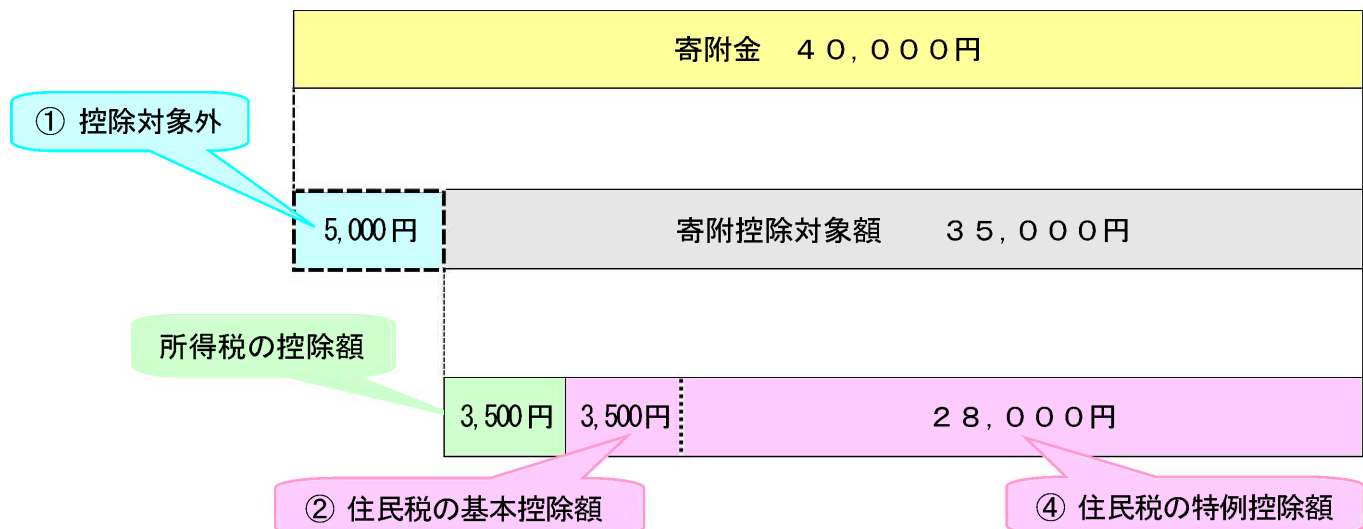 寄附金　４０,０００円
① 控除対象外
5,000円
寄附控除対象額　　３５,０００円
所得税の控除額
3,500円
3,500円
２８,０００円
② 住民税の基本控除額
④ 住民税の特例控除額